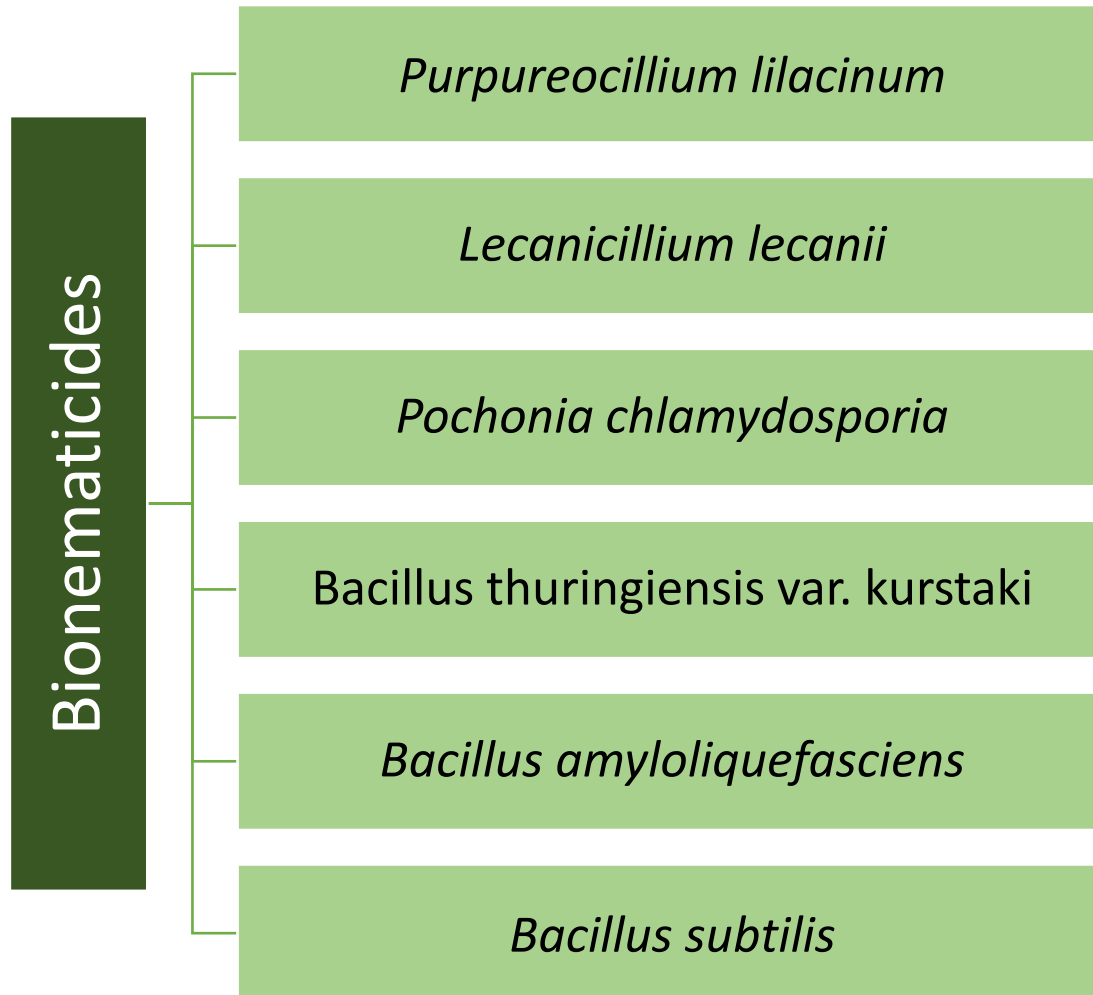 Bionematicides
Purpureocillium lilacinum
Lecanicillium lecanii
Pochonia chlamydosporia
Bacillus thuringiensis var. kurstaki
Bacillus amyloliquefasciens
Bacillus subtilis